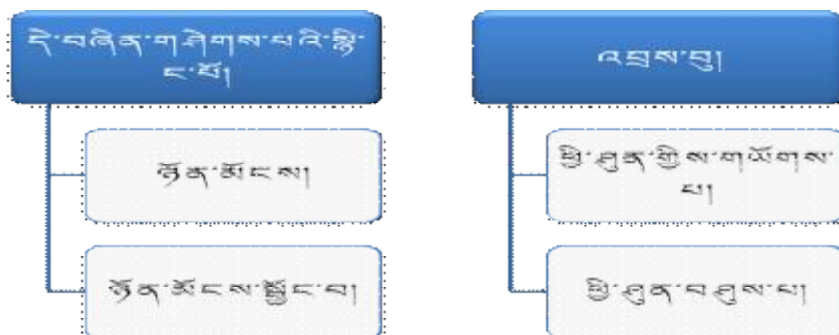 དེ་བཞིན་གཤེགས་པའི་སྙི་
ང་པོ།
ཉོན་མོངས།
ཉོན་མོངས་སྦྱོང་བ།
འབྲས་བུ།
ཕྱི་ཤུན་གྱིས་གཡོགས་
པ།
ཕྱི་ཤུན་བཤུས་པ།